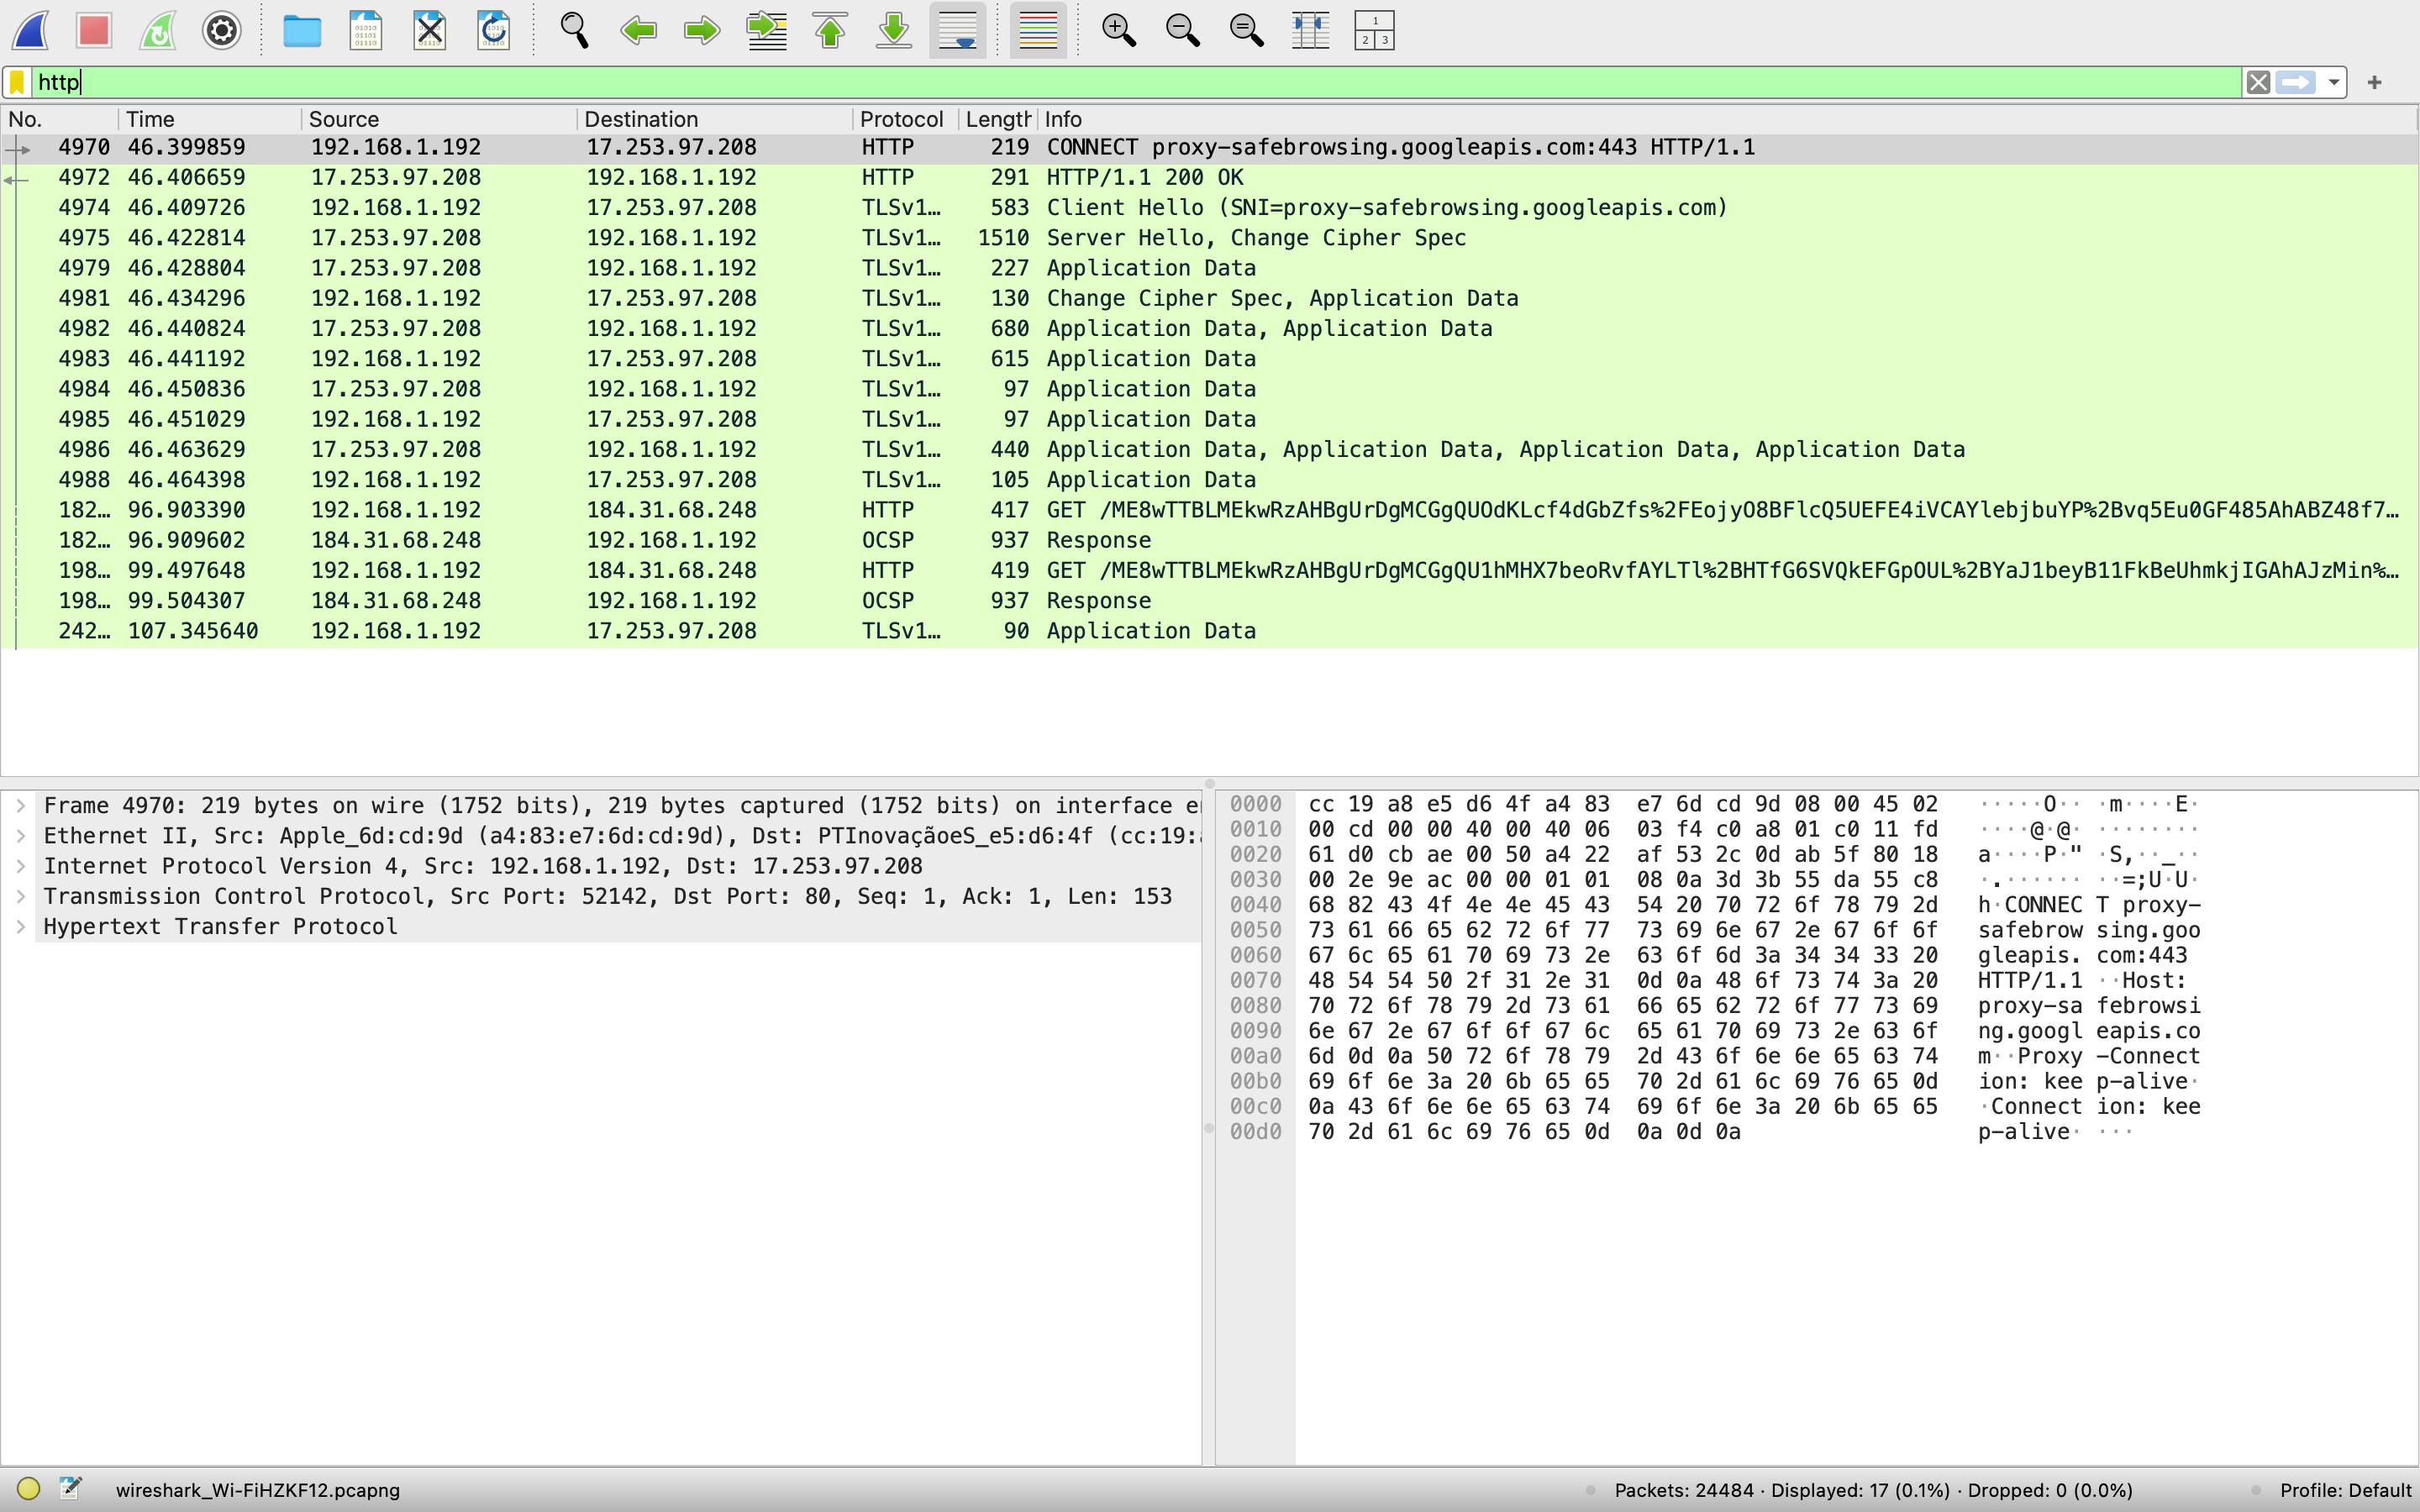 1
2 3
http
No. Time Source Destination Protocol Length Info
4970 46.399859 192.168.1.192 17.253.97.208 HTTP 219 CONNECT proxy-safebrowsing.googleapis.com:443 HTTP/1.1
4972 46.406659 17.253.97.208 192.168.1.192 HTTP 291 HTTP/1.1 200 OK
4974 46.409726 192.168.1.192 17.253.97.208 TLSv1… 583 Client Hello (SNI=proxy-safebrowsing.googleapis.com)
4975 46.422814 17.253.97.208 192.168.1.192 TLSv1… 1510 Server Hello, Change Cipher Spec
4979 46.428804 17.253.97.208 192.168.1.192 TLSv1… 227 Application Data
4981 46.434296 192.168.1.192 17.253.97.208 TLSv1… 130 Change Cipher Spec, Application Data
4982 46.440824 17.253.97.208 192.168.1.192 TLSv1… 680 Application Data, Application Data
4983 46.441192 192.168.1.192 17.253.97.208 TLSv1… 615 Application Data
4984 46.450836 17.253.97.208 192.168.1.192 TLSv1… 97 Application Data
4985 46.451029 192.168.1.192 17.253.97.208 TLSv1… 97 Application Data
4986 46.463629 17.253.97.208 192.168.1.192 TLSv1… 440 Application Data, Application Data, Application Data, Application Data
4988 46.464398 192.168.1.192 17.253.97.208 TLSv1… 105 Application Data
182… 96.903390 192.168.1.192 184.31.68.248 HTTP 417 GET /ME8wTTBLMEkwRzAHBgUrDgMCGgQUOdKLcf4dGbZfs%2FEojyO8BFlcQ5UEFE4iVCAYlebjbuYP%2Bvq5Eu0GF485AhABZ48f7…
182… 96.909602 184.31.68.248 192.168.1.192 OCSP 937 Response
198… 99.497648 192.168.1.192 184.31.68.248 HTTP 419 GET /ME8wTTBLMEkwRzAHBgUrDgMCGgQU1hMHX7beoRvfAYLTl%2BHTfG6SVQkEFGpOUL%2BYaJ1beyB11FkBeUhmkjIGAhAJzMin%…
198… 99.504307 184.31.68.248 192.168.1.192 OCSP 937 Response
242… 107.345640 192.168.1.192 17.253.97.208 TLSv1… 90 Application Data
Frame 4970: 219 bytes on wire (1752 bits), 219 bytes captured (1752 bits) on interface e
Ethernet II, Src: Apple_6d:cd:9d (a4:83:e7:6d:cd:9d), Dst: PTInovaçãoeS_e5:d6:4f (cc:19:
Internet Protocol Version 4, Src: 192.168.1.192, Dst: 17.253.97.208
Transmission Control Protocol, Src Port: 52142, Dst Port: 80, Seq: 1, Ack: 1, Len: 153
Hypertext Transfer Protocol
0000 cc 19 a8 e5 d6 4f a4 83 e7 6d cd 9d 08 00 45 02 ·····O·· ·m····E·
0010 00 cd 00 00 40 00 40 06 03 f4 c0 a8 01 c0 11 fd ····@·@· ········
0020 61 d0 cb ae 00 50 a4 22 af 53 2c 0d ab 5f 80 18 a····P·" ·S,··_··
0030 00 2e 9e ac 00 00 01 01 08 0a 3d 3b 55 da 55 c8 ·.······ ··=;U·U·
0040 68 82 43 4f 4e 4e 45 43 54 20 70 72 6f 78 79 2d h·CONNEC T proxy-
0050 73 61 66 65 62 72 6f 77 73 69 6e 67 2e 67 6f 6f safebrow sing.goo
0060 67 6c 65 61 70 69 73 2e 63 6f 6d 3a 34 34 33 20 gleapis. com:443
0070 48 54 54 50 2f 31 2e 31 0d 0a 48 6f 73 74 3a 20 HTTP/1.1 ··Host:
0080 70 72 6f 78 79 2d 73 61 66 65 62 72 6f 77 73 69 proxy-sa febrowsi
0090 6e 67 2e 67 6f 6f 67 6c 65 61 70 69 73 2e 63 6f ng.googl eapis.co
00a0 6d 0d 0a 50 72 6f 78 79 2d 43 6f 6e 6e 65 63 74 m··Proxy -Connect
00b0 69 6f 6e 3a 20 6b 65 65 70 2d 61 6c 69 76 65 0d ion: kee p-alive·
00c0 0a 43 6f 6e 6e 65 63 74 69 6f 6e 3a 20 6b 65 65 ·Connect ion: kee
00d0 70 2d 61 6c 69 76 65 0d 0a 0d 0a p-alive· ···
wireshark_Wi-FiHZKF12.pcapng Packets: 24484 · Displayed: 17 (0.1%) · Dropped: 0 (0.0%) Profile: Default